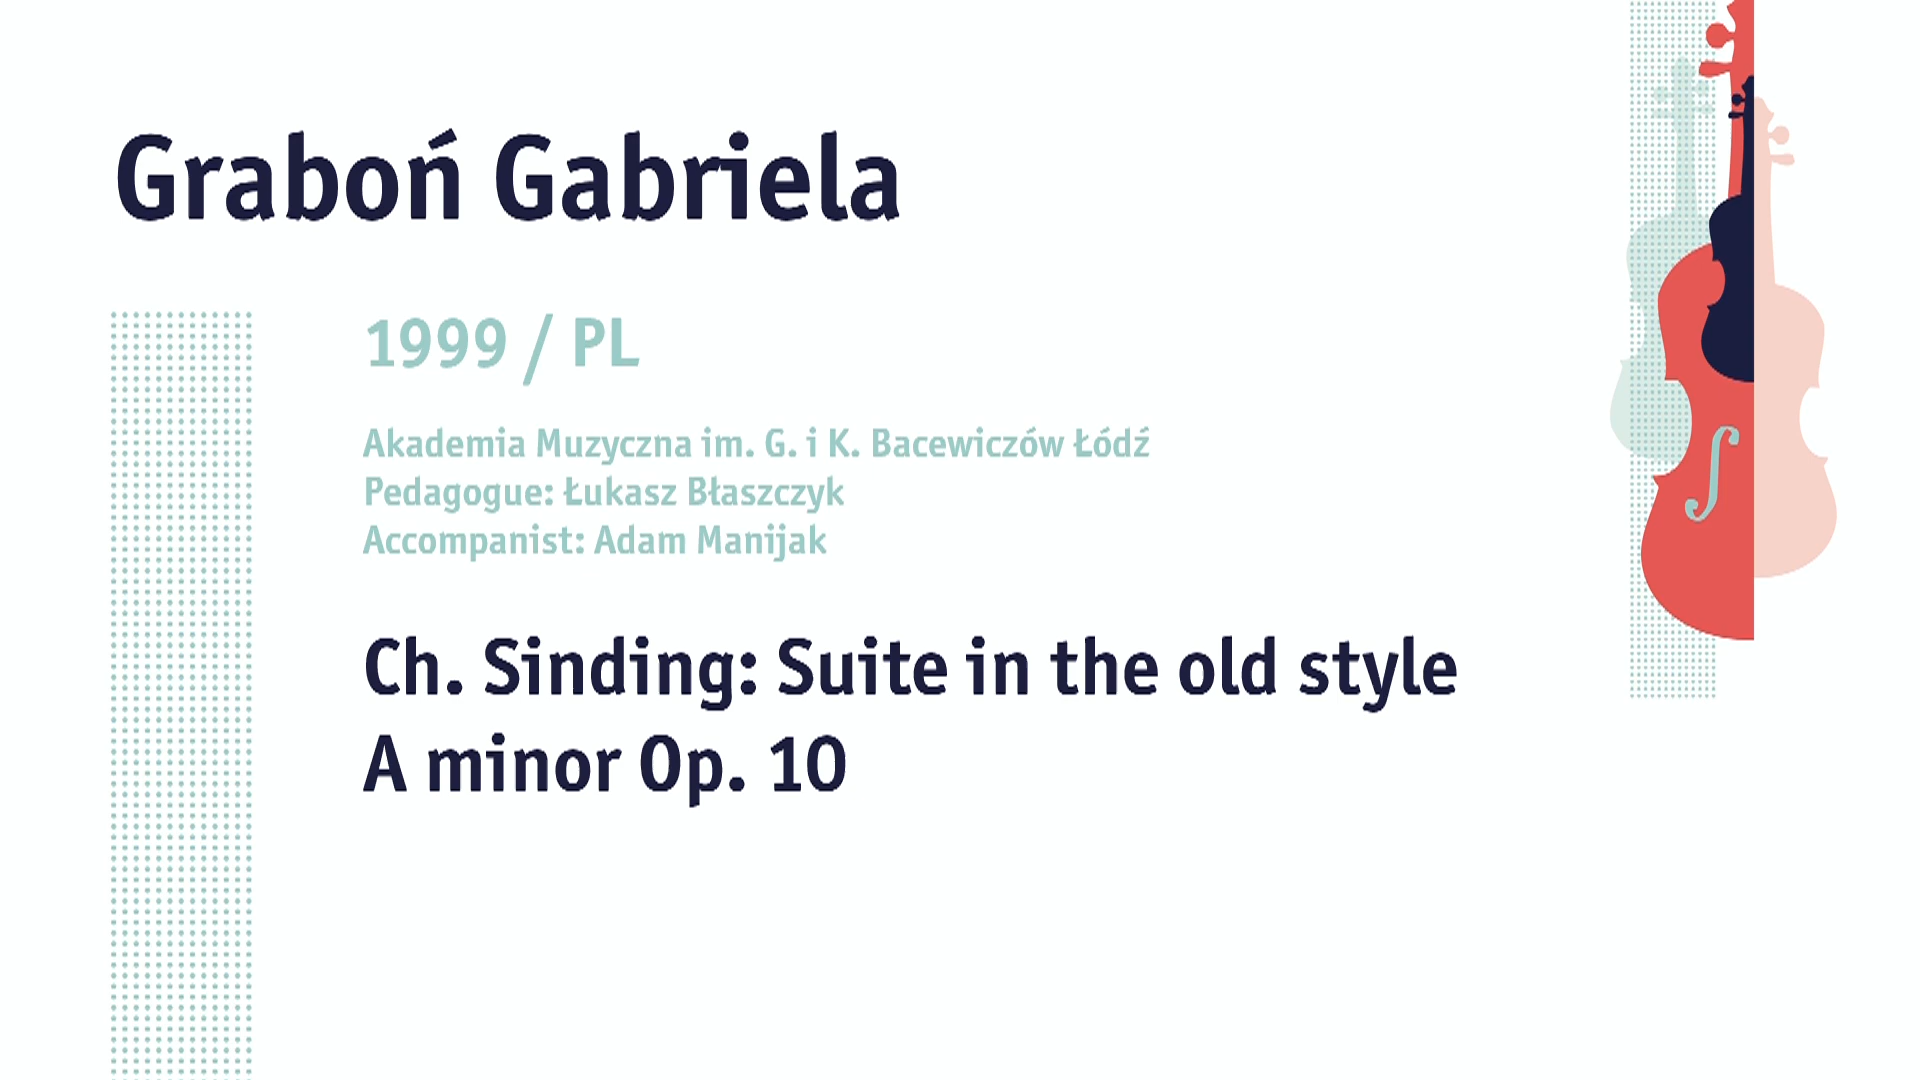 Graboń Gabriela
1999 / PL
Akademia Muzyczna im. G. i K. Bacewiczów Łódź
Pedagogue: Łukasz Błaszczyk
Accompanist: Adam Manijak
Ch. Sinding: Suite in the old style
A minor Op. 10